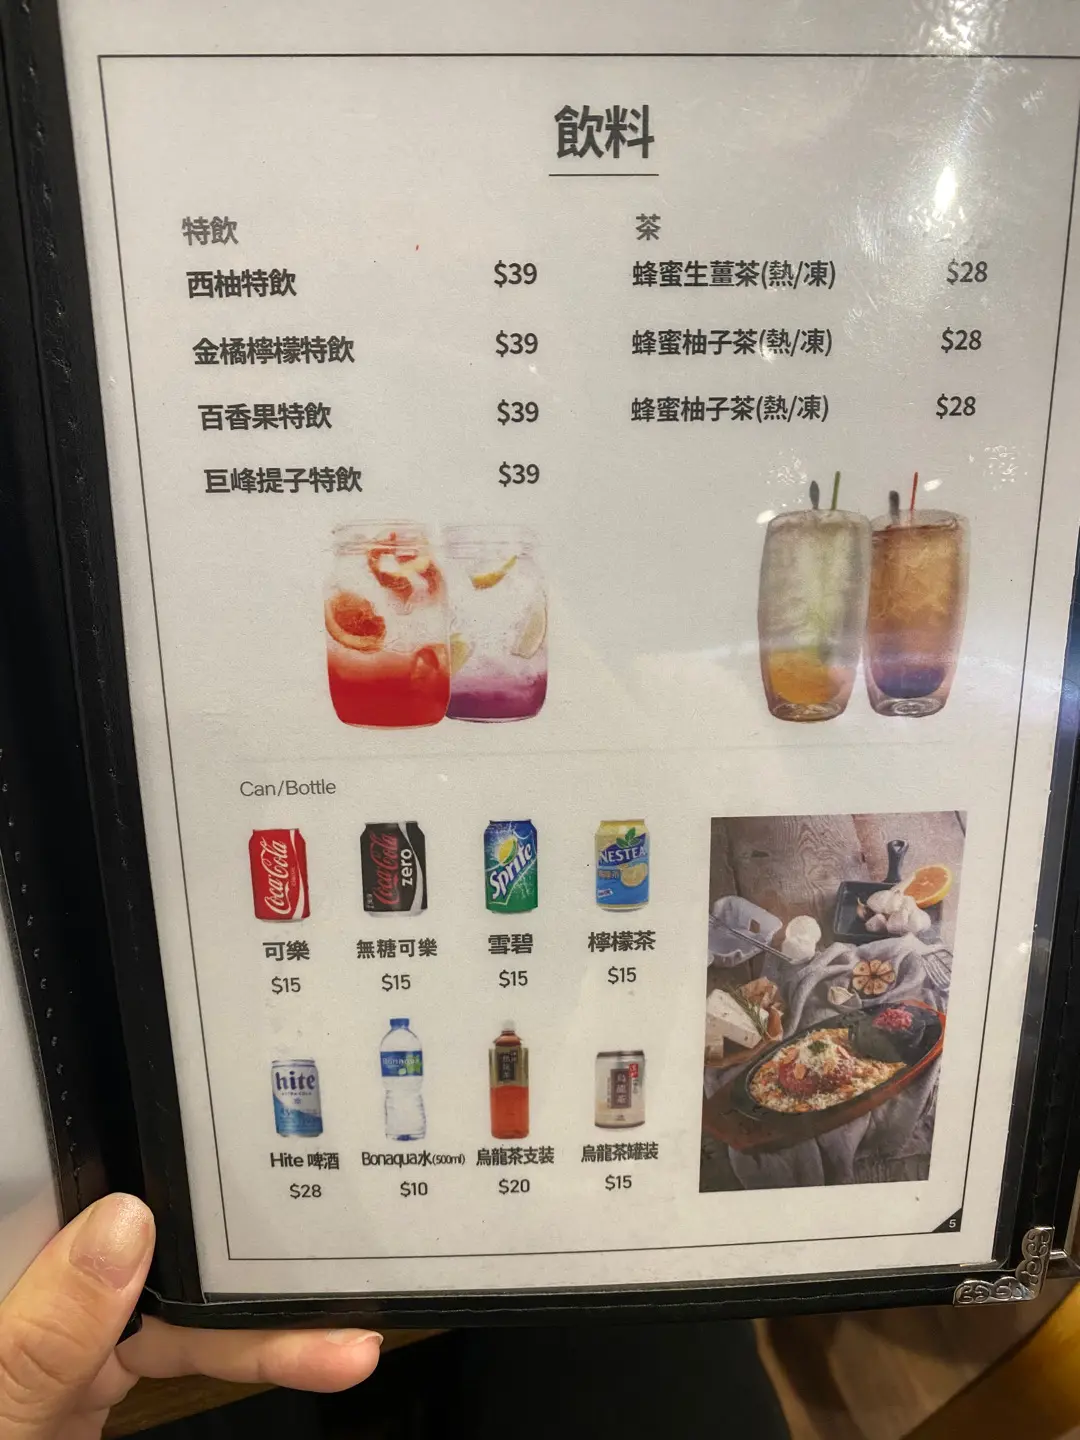 飲料
特飲
西柚特飲 $39
金橘檸檬特飲 $39
百香果特飲 $39
巨峰提子特飲 $39
茶
蜂蜜生薑茶(熱/凍) $28
蜂蜜柚子茶(熱/凍) $28
蜂蜜柚子茶(熱/凍) $28
Can/Bottle
Coca-Cola
Coca-Cola zero
Sprite
NESTEA
可樂 無糖可樂 雪碧 檸檬茶
$15 $15 $15 $15
hite
烏龍茶
Hite 啤酒 Bonaqua水(500ml) 烏龍茶支裝 烏龍茶罐裝
$28 $10 $20 $15
5